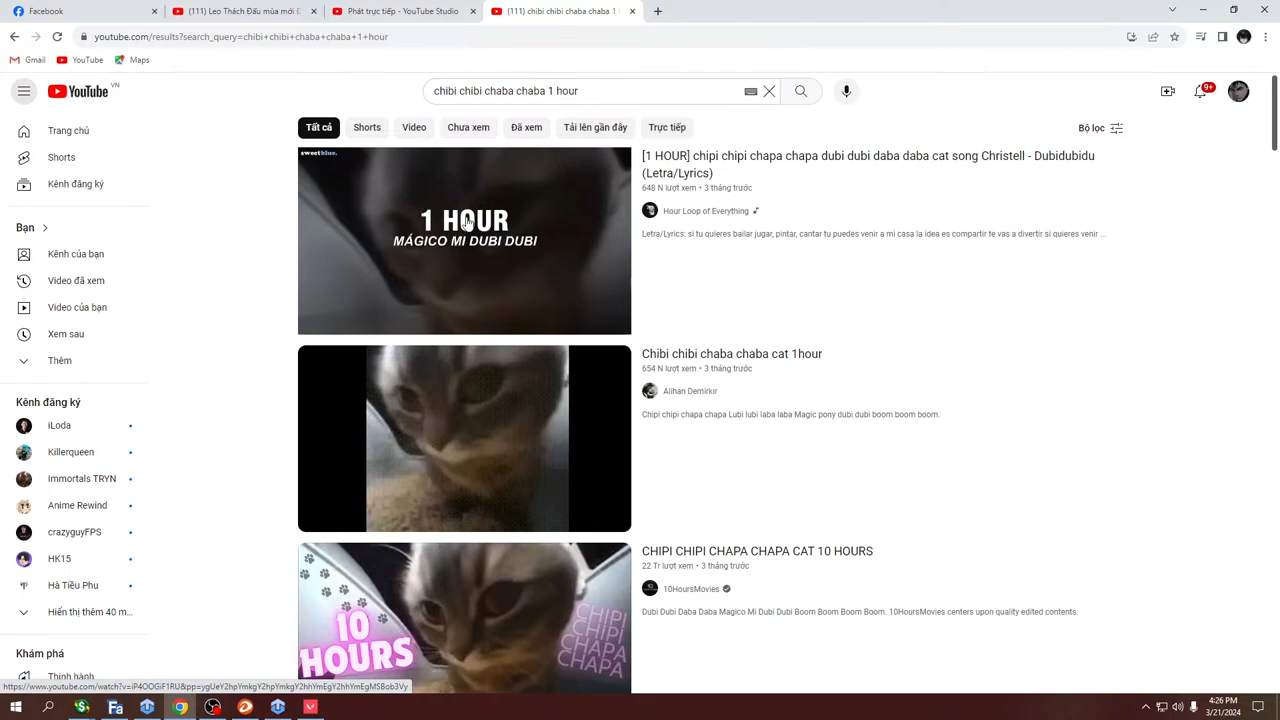 Facebook
(111) Leo Thách Đấu mùa mới
Phát trực tiếp - YouTube Studio
(111) chibi chibi chaba chaba 1
youtube.com/results?search_query=chibi+chibi+chaba+chaba+1+hour
Gmail YouTube Maps
YouTube VN
chibi chibi chaba chaba 1 hour
9+
Tất cả Shorts Video Chưa xem Đã xem Tải lên gần đây Trực tiếp Bộ lọc
Trang chủ
Shorts
Kênh đăng ký
Bạn
Kênh của bạn
Video đã xem
Video của bạn
Xem sau
Thêm
Kênh đăng ký
iLoda
Killerqueen
Immortals TRYN
Anime Rewind
crazyguyFPS
HK15
Hà Tiều Phu
Hiển thị thêm 40 m...
Khám phá
Thịnh hành
sweetblue.
1 HOUR
MÁGICO MI DUBI DUBI
[1 HOUR] chipi chipi chapa chapa dubi dubi daba daba cat song Christell - Dubidubidu
(Letra/Lyrics)
648 N lượt xem • 3 tháng trước
Hour Loop of Everything
Letra/Lyrics: si tu quieres bailar jugar, pintar, cantar tu puedes venir a mi casa la idea es compartir te vas a divertir si quieres venir ...
Chibi chibi chaba chaba cat 1hour
654 N lượt xem • 3 tháng trước
Alihan Demirkır
Chipi chipi chapa chapa Lubi lubi laba laba Magic pony dubi dubi boom boom boom.
10
HOURS
CHIPI
CHIPI
CHAPA
CHAPA
CHIPI CHIPI CHAPA CHAPA CAT 10 HOURS
22 Tr lượt xem • 3 tháng trước
10HoursMovies
Dubi Dubi Daba Daba Magico Mi Dubi Dubi Boom Boom Boom Boom. 10HoursMovies centers upon quality edited contents.
https://www.youtube.com/watch?v=iP4OOGiF1RU&pp=ygUeY2hpYmkgY2hpYmkgY2hhYmEgY2hhYmEgMSBob3Vy
4:26 PM
3/21/2024